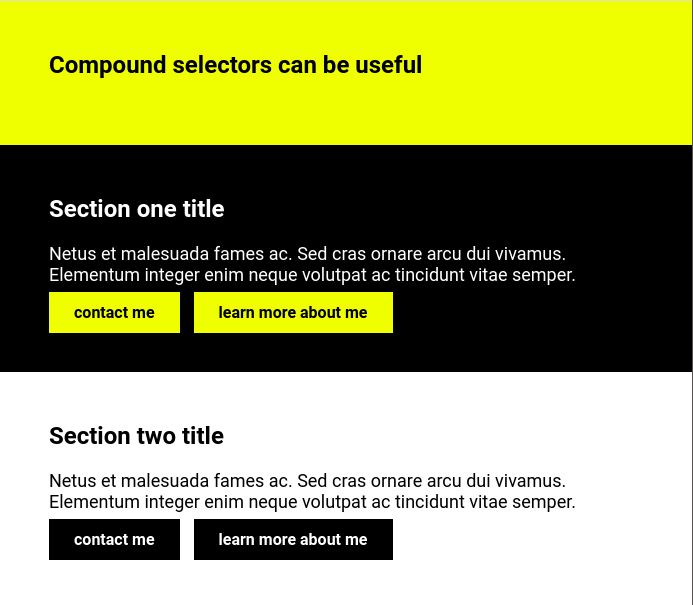 Compound selectors can be useful
Section one title
Netus et malesuada fames ac. Sed cras ornare arcu dui vivamus.
Elementum integer enim neque volutpat ac tincidunt vitae semper.
contact me learn more about me
Section two title
Netus et malesuada fames ac. Sed cras ornare arcu dui vivamus.
Elementum integer enim neque volutpat ac tincidunt vitae semper.
contact me learn more about me